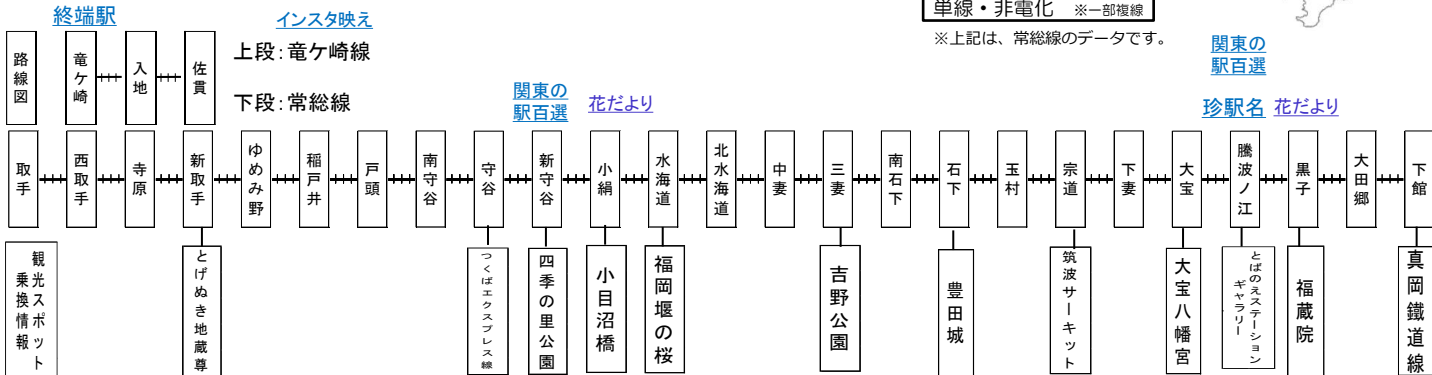 単線・非電化 ※一部複線
※上記は、常総線のデータです。
終端駅
インスタ映え
路線図
竜ケ崎
入地
佐貫
上段：竜ケ崎線
下段：常総線
関東の
駅百選
花だより
関東の
駅百選
珍駅名
花だより
取手
西取手
寺原
新取手
ゆめみ野
稲戸井
戸頭
南守谷
守谷
新守谷
小絹
水海道
北水海道
中妻
三妻
南石下
石下
玉村
宗道
下妻
大宝
騰波ノ江
黒子
大田郷
下館
観光スポット
乗換情報
とげぬき地蔵尊
つくばエクスプレス線
四季の里公園
小目沼橋
福岡堰の桜
吉野公園
豊田城
筑波サーキット
大宝八幡宮
とばのえステーション
ギャラリー
福蔵院
真岡鐵道線